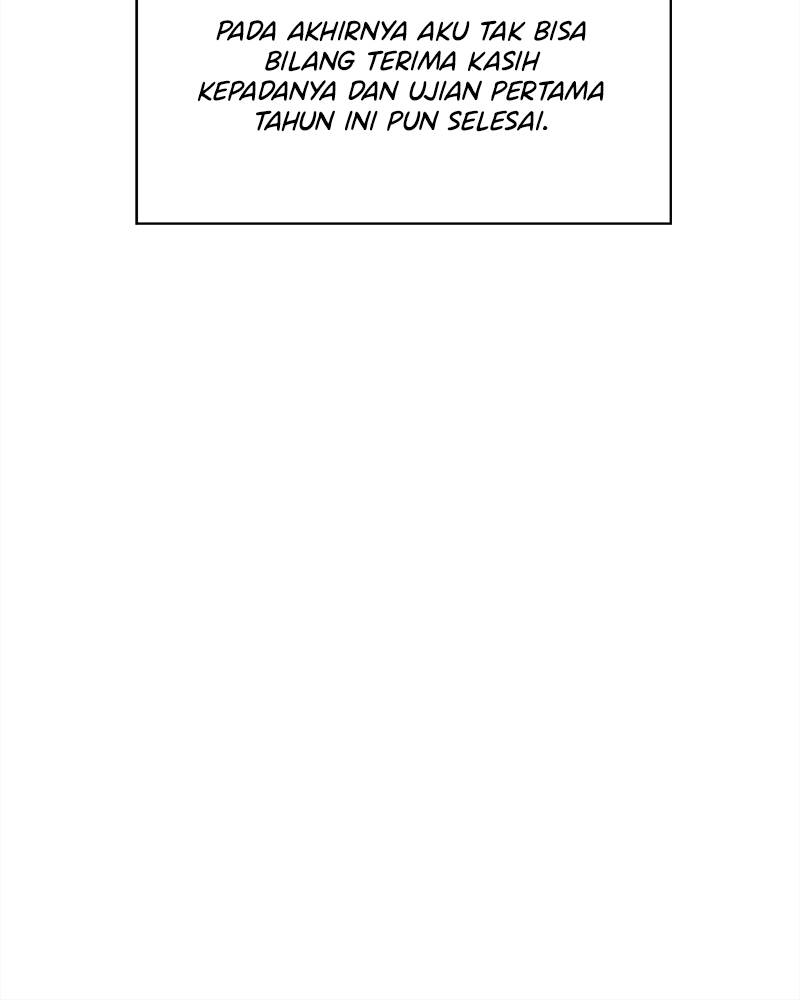 PADA AKHIRNYA AKU TAK BISA
BILANG TERIMA KASIH
KEPADANYA DAN UJIAN PERTAMA
TAHUN INI PUN SELESAI.